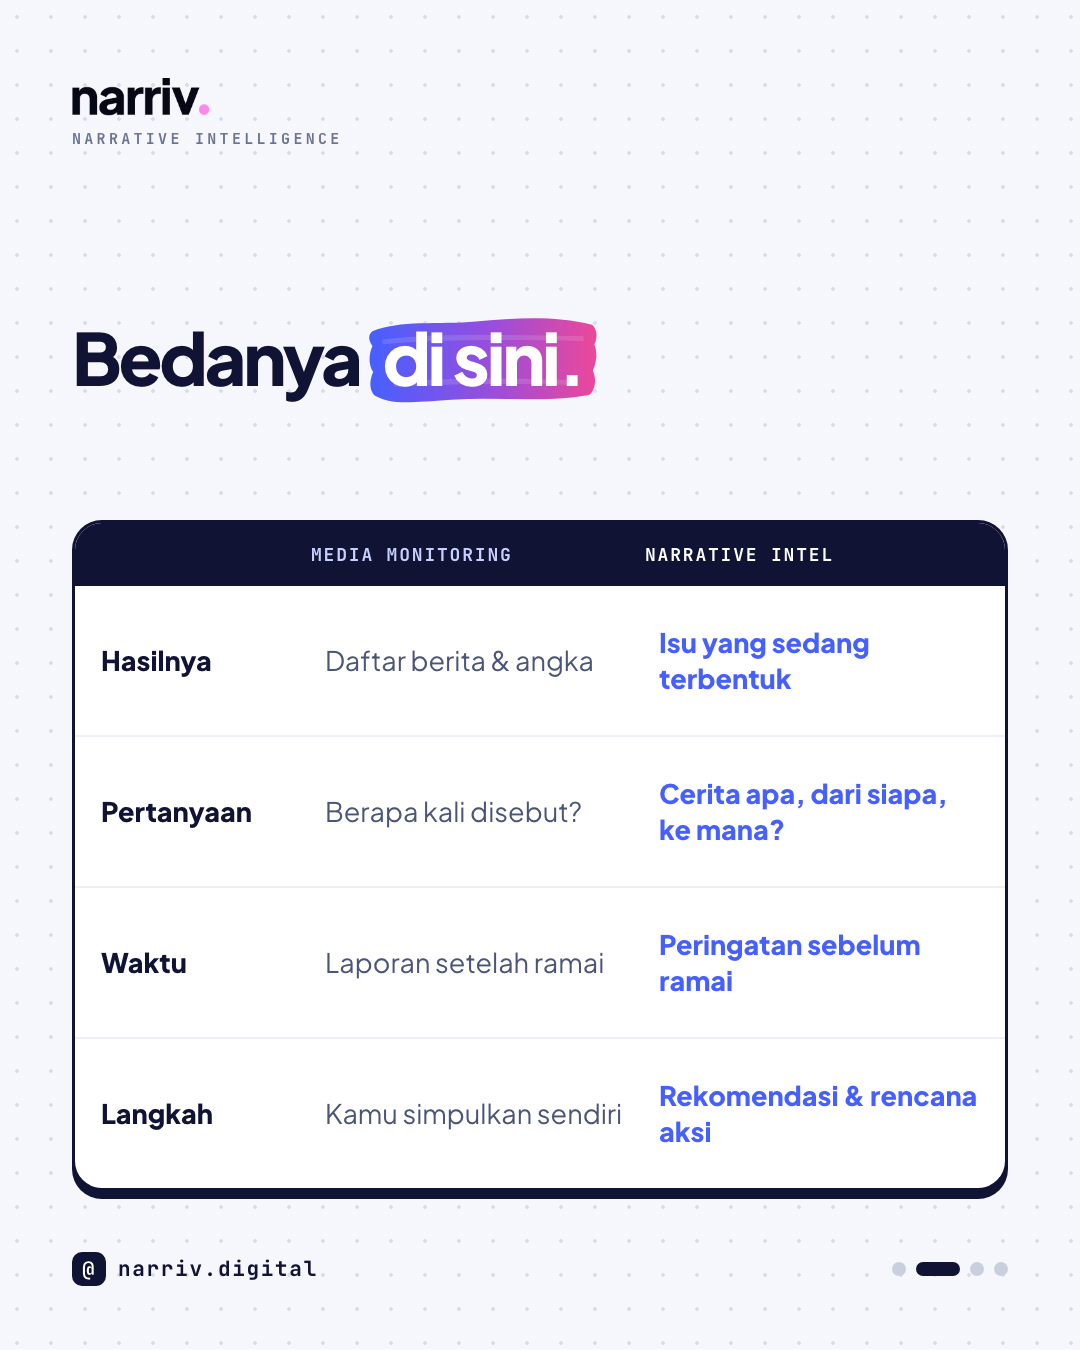 narriv.
NARRATIVE INTELLIGENCE
Bedanya di sini.
MEDIA MONITORING NARRATIVE INTEL
Hasilnya Daftar berita & angka Isu yang sedang
terbentuk
Pertanyaan Berapa kali disebut? Cerita apa, dari siapa,
ke mana?
Waktu Laporan setelah ramai Peringatan sebelum
ramai
Langkah Kamu simpulkan sendiri Rekomendasi & rencana
aksi
@ narriv.digital